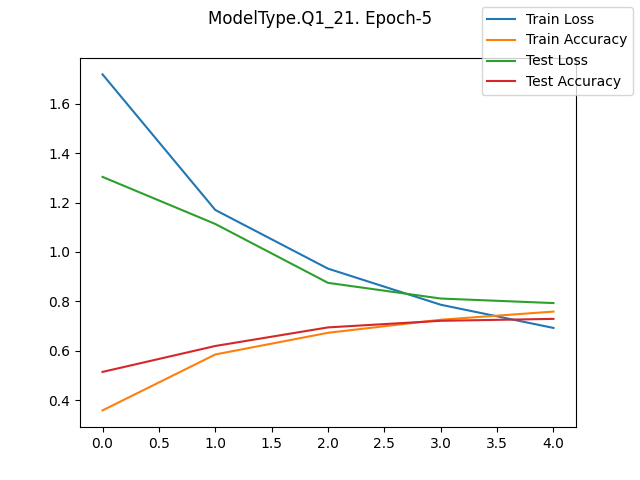 ModelType.Q1_21. Epoch-5
Train Loss
Train Accuracy
Test Loss
Test Accuracy
1.6
1.4
1.2
1.0
0.8
0.6
0.4
0.0 0.5 1.0 1.5 2.0 2.5 3.0 3.5 4.0